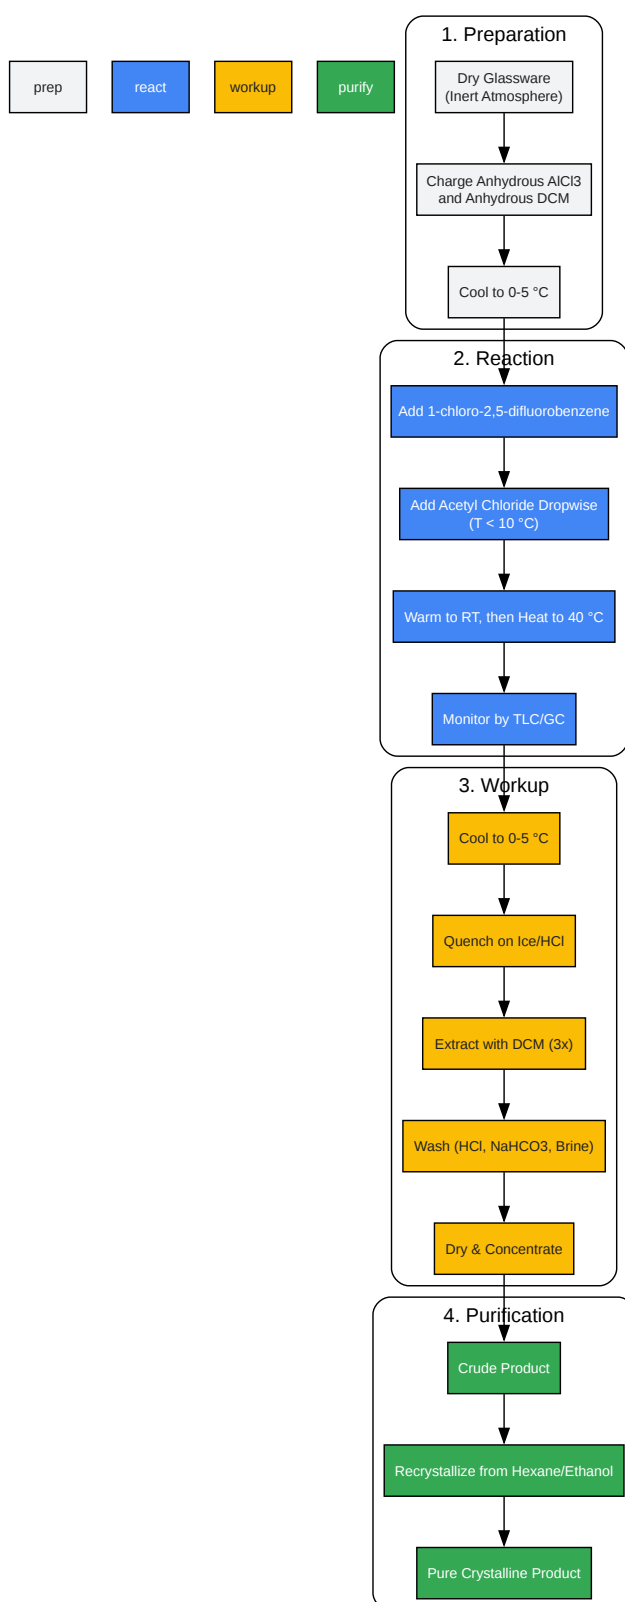 1. Preparation
prep
react
workup
purify
Dry Glassware
(Inert Atmosphere)
Charge Anhydrous AlCl3
and Anhydrous DCM
Cool to 0-5 °C
2. Reaction
Add 1-chloro-2,5-difluorobenzene
Add Acetyl Chloride Dropwise
(T < 10 °C)
Warm to RT, then Heat to 40 °C
Monitor by TLC/GC
3. Workup
Cool to 0-5 °C
Quench on Ice/HCl
Extract with DCM (3x)
Wash (HCl, NaHCO3, Brine)
Dry & Concentrate
4. Purification
Crude Product
Recrystallize from Hexane/Ethanol
Pure Crystalline Product